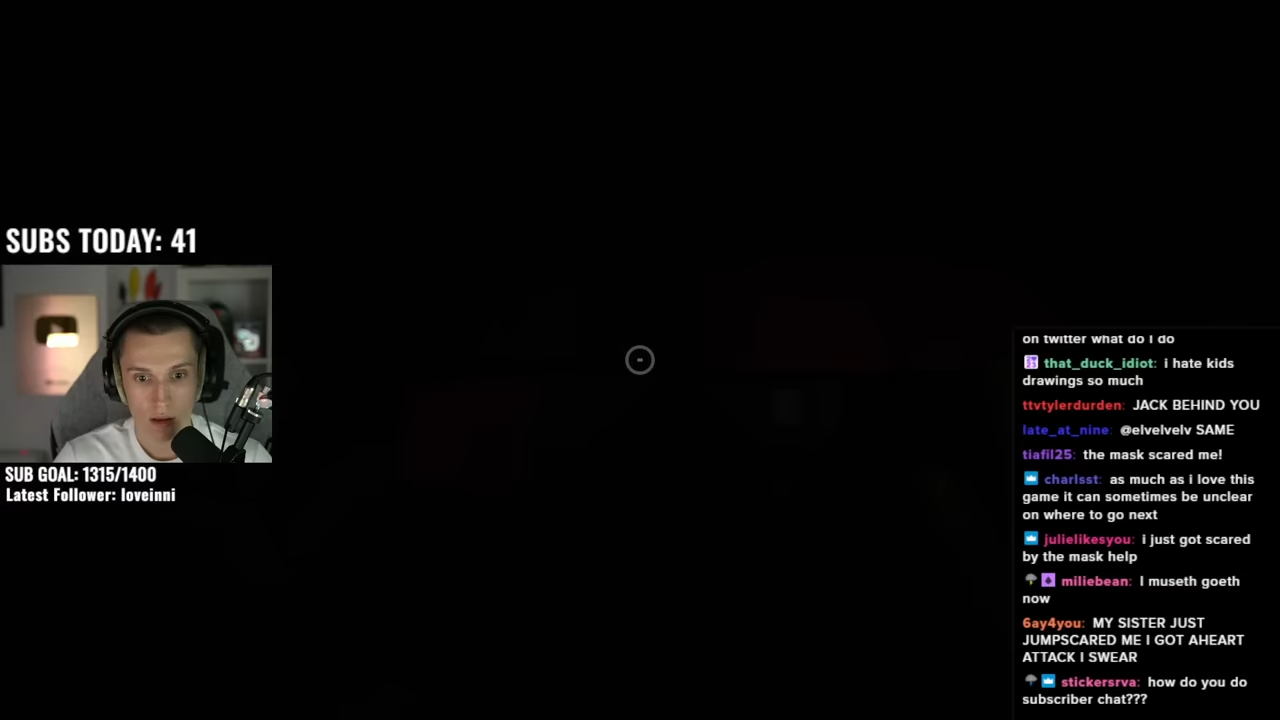 SUBS TODAY: 41
SUB GOAL: 1315/1400
Latest Follower: loveinni
on twitter what do I do
that_duck_idiot: i hate kids
drawings so much
ttvtylerdurden: JACK BEHIND YOU
late_at_nine: @elvelvelv SAME
tiafil25: the mask scared me!
charlsst: as much as i love this
game it can sometimes be unclear
on where to go next
julielikesyou: i just got scared
by the mask help
miliebean: I museth goeth
now
6ay4you: MY SISTER JUST
JUMPSCARED ME I GOT AHEART
ATTACK I SWEAR
stickersrva: how do you do
subscriber chat???